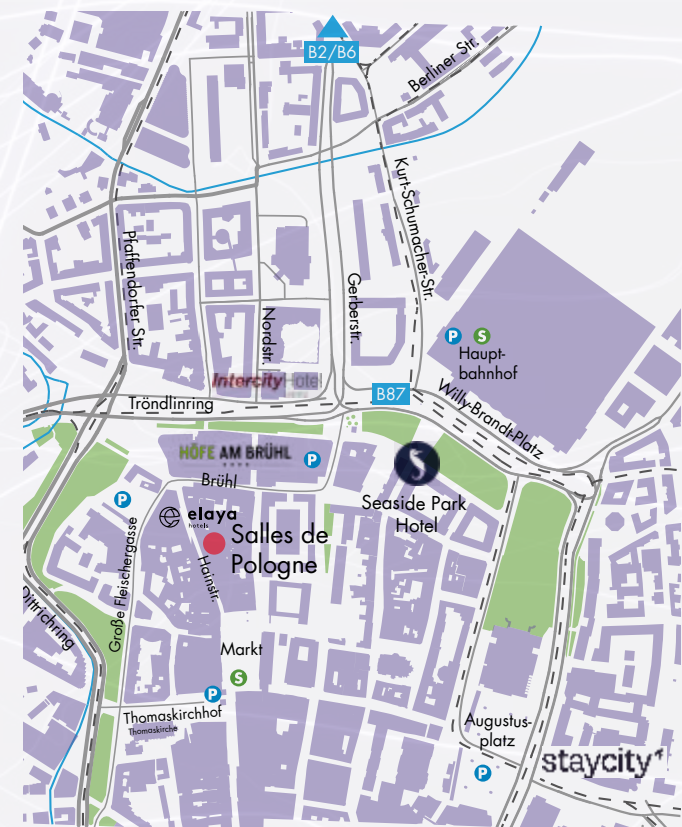 B2/B6
Berliner Str.
Kurt-Schumacher-Str.
Pfaffendorfer Str.
Nordstr.
Gerberstr.
P S
Haupt-
bahnhof
IntercityHotel
B87
Willy-Brandt-Platz
Tröndlinring
HÖFE AM BRÜHL
P
Brühl
Seaside Park
Hotel
P
elaya
hotels
Salles de
Pologne
Große Fleischergasse
Hainstr.
Dittrichring
Markt
S
P
Thomaskirchhof
Thomaskirche
Augustus-
platz
staycity
P